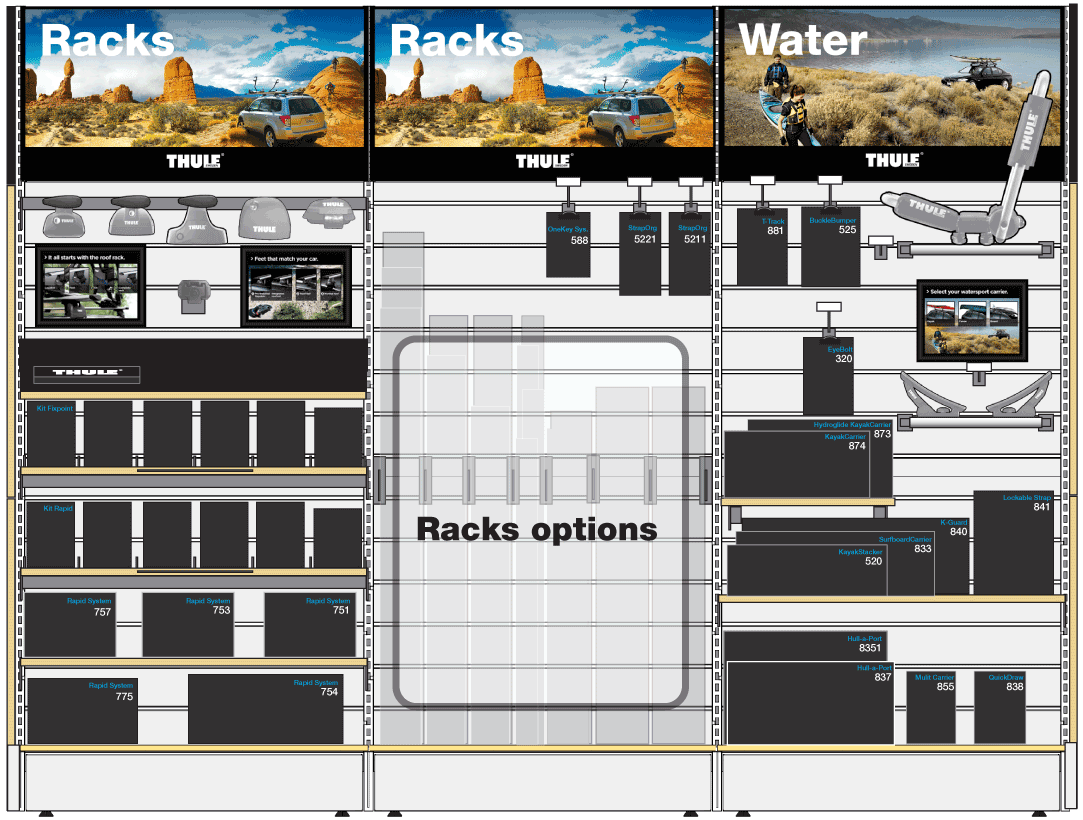 Racks
THULE
Racks
THULE
Water
THULE
THULE
THULE
THULE
THULE
THULE
THULE
> It all starts with the roof rack.
> Feet that match your car.
THULE
Kit Fixpoint
Kit Rapid
Rapid System
757
Rapid System
753
Rapid System
751
Rapid System
775
Rapid System
754
OneKey Sys.
588
StrapOrg
5221
StrapOrg
5211
Racks options
T-Track
881
BuckleBumper
525
> Select your watersport carrier.
EyeBolt
320
Hydroglide KayakCarrier
873
KayakCarrier
874
Lockable Strap
841
K-Guard
840
SurfboardCarrier
833
KayakStacker
520
Hull-a-Port
8351
Hull-a-Port
837
Mulit Carrier
855
QuickDraw
838